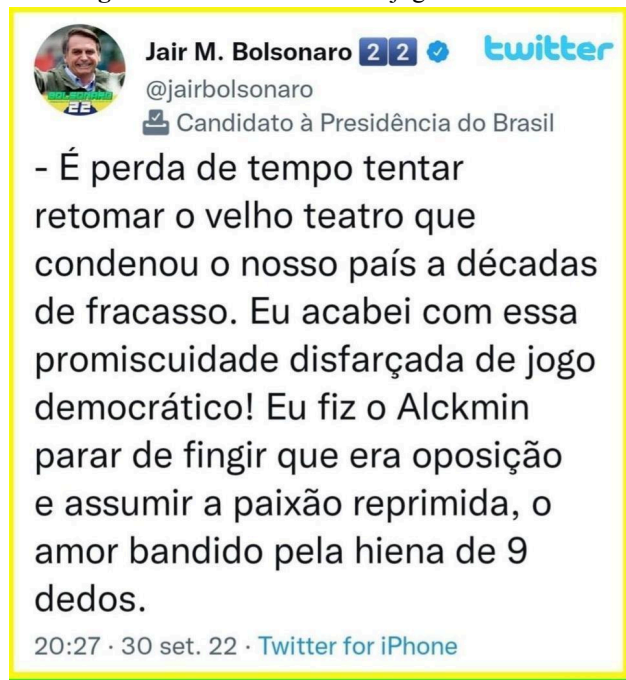 Jair M. Bolsonaro 2️⃣2️⃣ twitter
@jairbolsonaro
Candidato à Presidência do Brasil
- É perda de tempo tentar
retomar o velho teatro que
condenou o nosso país a décadas
de fracasso. Eu acabei com essa
promiscuidade disfarçada de jogo
democrático! Eu fiz o Alckmin
parar de fingir que era oposição
e assumir a paixão reprimida, o
amor bandido pela hiena de 9
dedos.
20:27 · 30 set. 22 · Twitter for iPhone
BOLSONARO
22